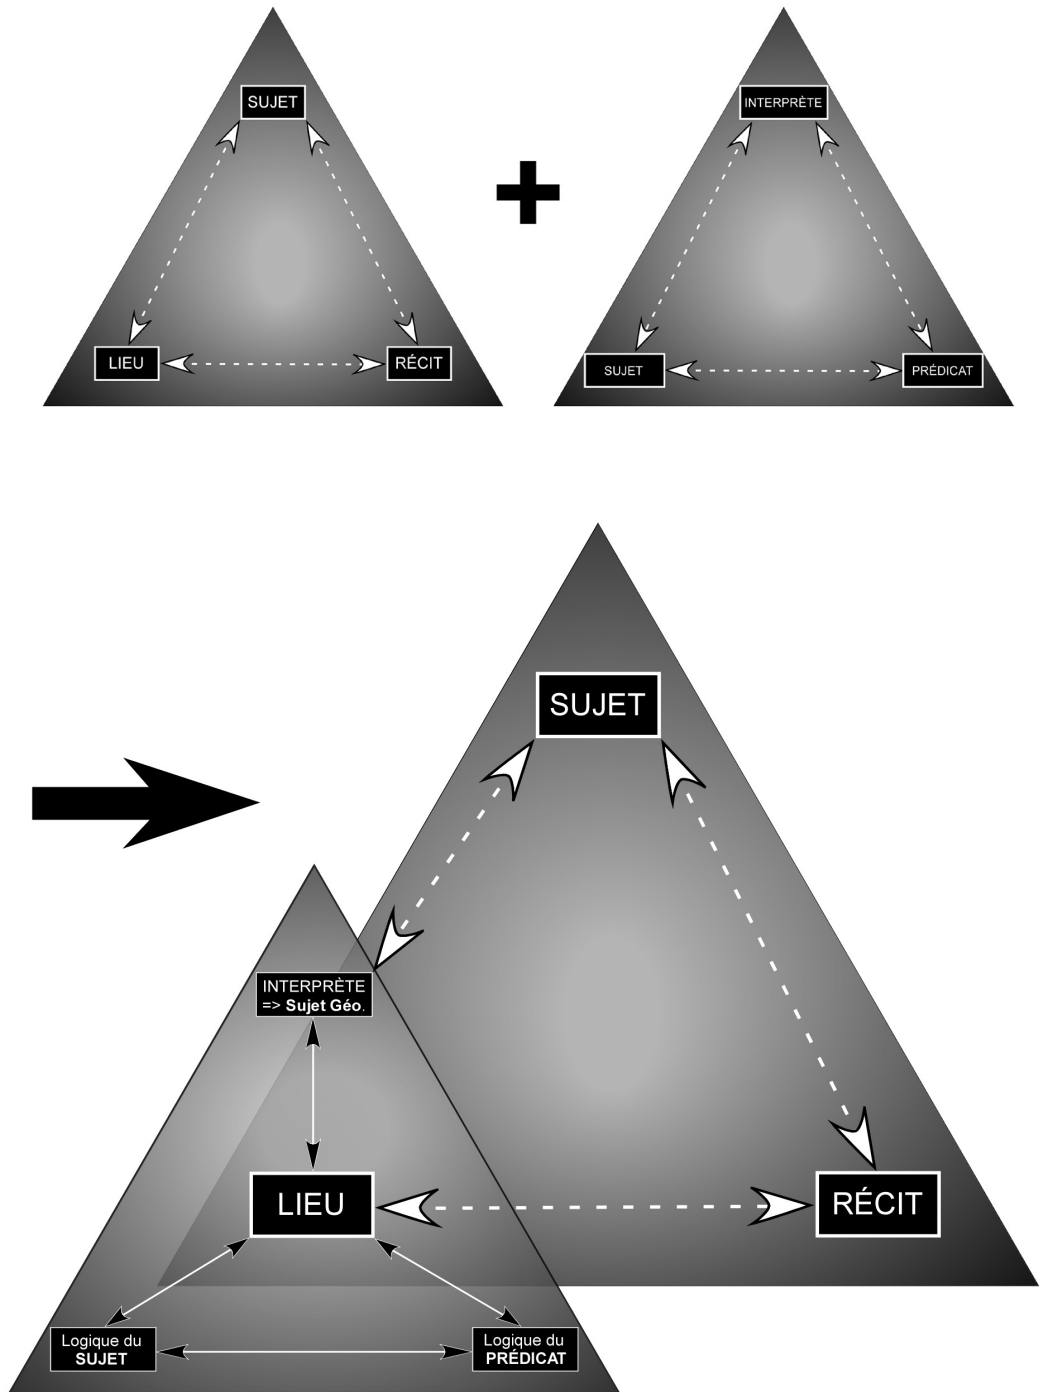 SUJET
LIEU
RÉCIT
INTERPRÈTE
SUJET
PRÉDICAT
SUJET
INTERPRÈTE
=> Sujet Géo.
LIEU
RÉCIT
Logique du
SUJET
Logique du
PRÉDICAT